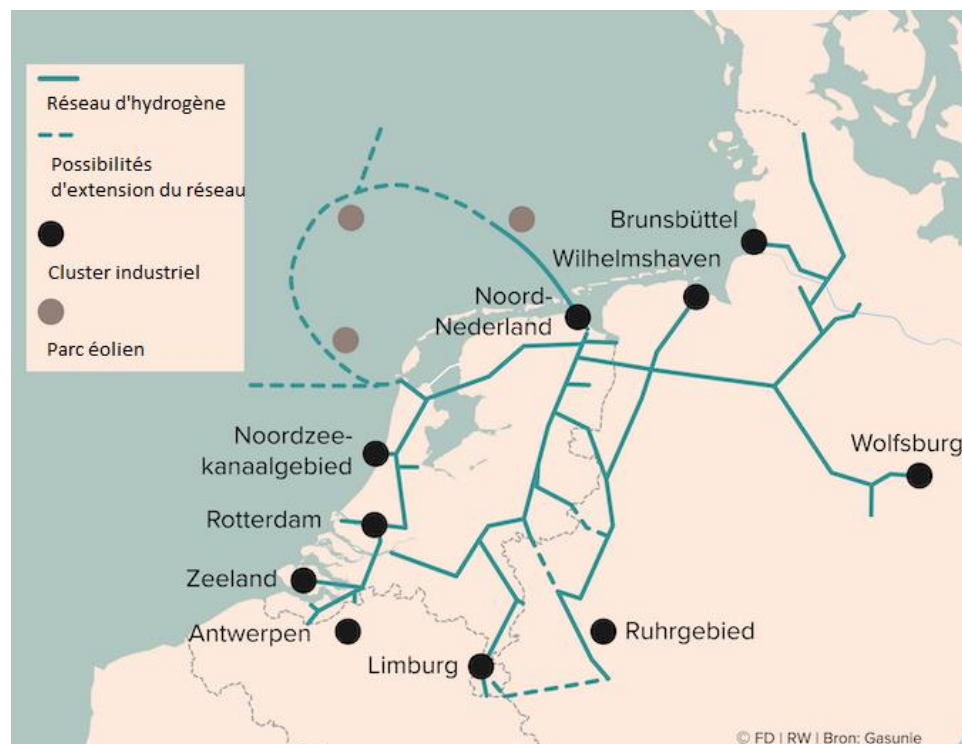 Réseau d'hydrogène
Possibilités
d'extension du réseau
Cluster industriel
Parc éolien
Brunsbüttel
Wilhelmshaven
Noord-
Nederland
Noordzee-
kanaalgebied
Wolfsburg
Rotterdam
Zeeland
Antwerpen
Ruhrgebied
Limburg
© FD | RW | Bron: Gasunie